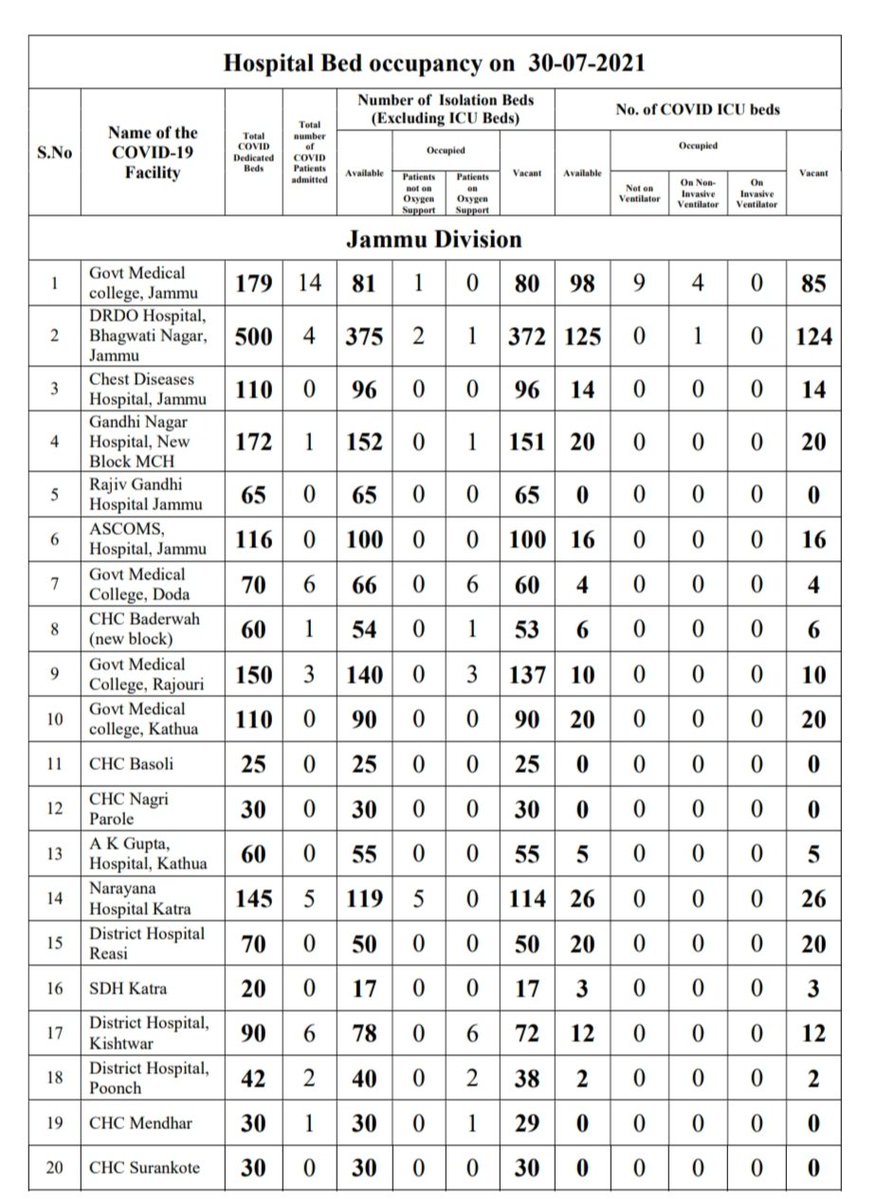 Hospital Bed occupancy on 30-07-2021
S.No
Name of the
COVID-19
Facility
Total
COVID
Dedicated
Beds
Total
number
of
COVID
Patients
admitted
Number of Isolation Beds
(Excluding ICU Beds)
No. of COVID ICU beds
Available
Occupied
Vacant
Available
Occupied
Vacant
Patients
not on
Oxygen
Support
Patients
on
Oxygen
Support
Not on
Ventilator
On Non-
Invasive
Ventilator
On
Invasive
Ventilator
Jammu Division
1 Govt Medical
college, Jammu 179 14 81 1 0 80 98 9 4 0 85
2 DRDO Hospital,
Bhagwati Nagar,
Jammu 500 4 375 2 1 372 125 0 1 0 124
3 Chest Diseases
Hospital, Jammu 110 0 96 0 0 96 14 0 0 0 14
4 Gandhi Nagar
Hospital, New
Block MCH 172 1 152 0 1 151 20 0 0 0 20
5 Rajiv Gandhi
Hospital Jammu 65 0 65 0 0 65 0 0 0 0 0
6 ASCOMS,
Hospital, Jammu 116 0 100 0 0 100 16 0 0 0 16
7 Govt Medical
College, Doda 70 6 66 0 6 60 4 0 0 0 4
8 CHC Baderwah
(new block) 60 1 54 0 1 53 6 0 0 0 6
9 Govt Medical
College, Rajouri 150 3 140 0 3 137 10 0 0 0 10
10 Govt Medical
college, Kathua 110 0 90 0 0 90 20 0 0 0 20
11 CHC Basoli 25 0 25 0 0 25 0 0 0 0 0
12 CHC Nagri
Parole 30 0 30 0 0 30 0 0 0 0 0
13 A K Gupta,
Hospital, Kathua 60 0 55 0 0 55 5 0 0 0 5
14 Narayana
Hospital Katra 145 5 119 5 0 114 26 0 0 0 26
15 District Hospital
Reasi 70 0 50 0 0 50 20 0 0 0 20
16 SDH Katra 20 0 17 0 0 17 3 0 0 0 3
17 District Hospital,
Kishtwar 90 6 78 0 6 72 12 0 0 0 12
18 District Hospital,
Poonch 42 2 40 0 2 38 2 0 0 0 2
19 CHC Mendhar 30 1 30 0 1 29 0 0 0 0 0
20 CHC Surankote 30 0 30 0 0 30 0 0 0 0 0